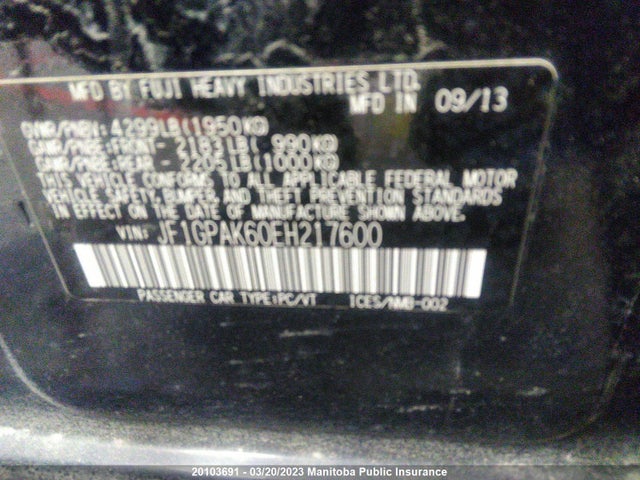 MFD BY FUJI HEAVY INDUSTRIES LTD.
MFD IN 09/13
GVWR/PNBV: 4299LB(1950KG)
GAWR/PNBE:FRONT- 2183LB( 990KG)
GAWR/PNBE:REAR - 2205LB(1000KG)
THIS VEHICLE CONFORMS TO ALL APPLICABLE FEDERAL MOTOR
VEHICLE SAFETY, BUMPER, AND THEFT PREVENTION STANDARDS
IN EFFECT ON THE DATE OF MANUFACTURE SHOWN ABOVE.
VIN: JF1GPAK60EH217600
PASSENGER CAR TYPE:PC/VT ICES/NMB-002
20103691 - 03/20/2023 Manitoba Public Insurance